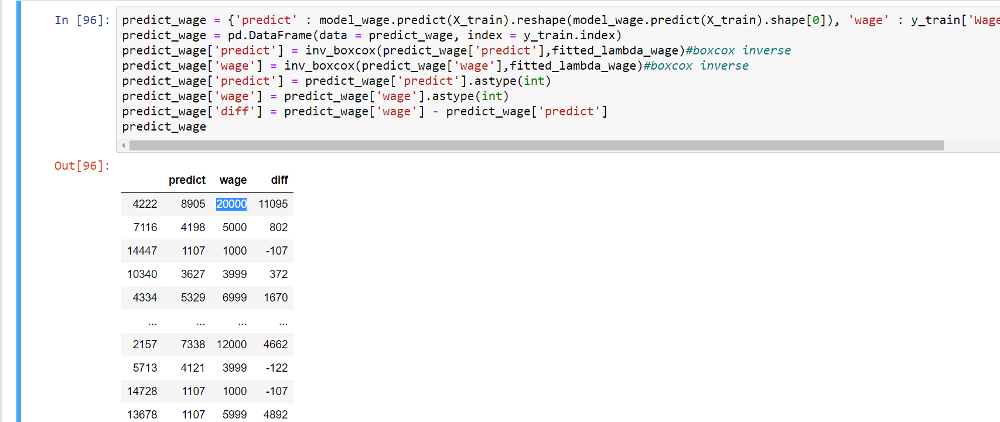 In [96]: predict_wage = {'predict' : model_wage.predict(X_train).reshape(model_wage.predict(X_train).shape[0]), 'wage' : y_train['Wage
predict_wage = pd.DataFrame(data = predict_wage, index = y_train.index)
predict_wage['predict'] = inv_boxcox(predict_wage['predict'],fitted_lambda_wage)#boxcox inverse
predict_wage['wage'] = inv_boxcox(predict_wage['wage'],fitted_lambda_wage)#boxcox inverse
predict_wage['predict'] = predict_wage['predict'].astype(int)
predict_wage['wage'] = predict_wage['wage'].astype(int)
predict_wage['diff'] = predict_wage['wage'] - predict_wage['predict']
predict_wage
Out[96]:
predict wage diff
4222 8905 20000 11095
7116 4198 5000 802
14447 1107 1000 -107
10340 3627 3999 372
4334 5329 6999 1670
... ... ... ...
2157 7338 12000 4662
5713 4121 3999 -122
14728 1107 1000 -107
13678 1107 5999 4892